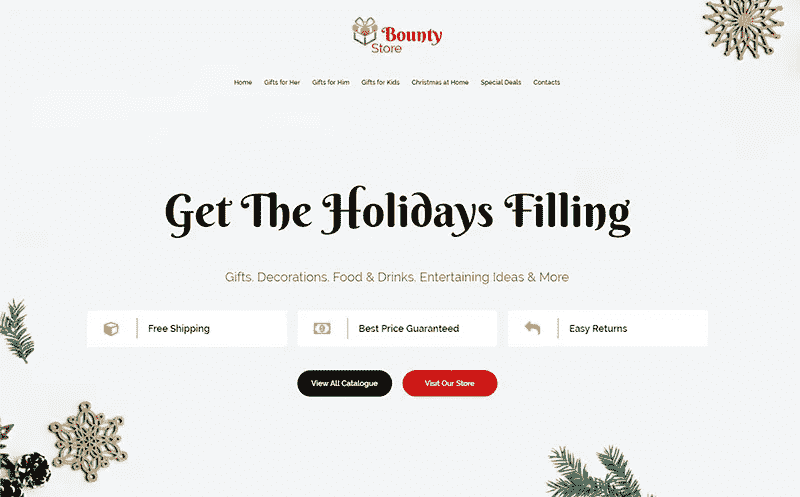 Bounty
Store
Home Gifts for Her Gifts for Him Gifts for Kids Christmas at Home Special Deals Contacts
Get The Holidays Filling
Gifts. Decorations. Food & Drinks. Entertaining Ideas & More
Free Shipping Best Price Guaranteed Easy Returns
View All Catalogue Visit Our Store